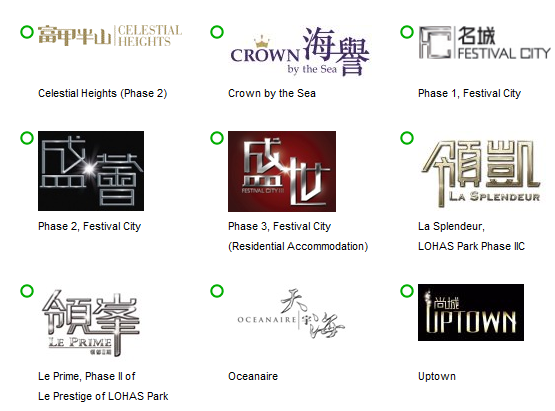 富甲半山 CELESTIAL HEIGHTS
Celestial Heights (Phase 2)
CROWN 海譽
by the Sea
Crown by the Sea
名城
FESTIVAL CITY
Phase 1, Festival City
盛薈
Phase 2, Festival City
盛世
FESTIVAL CITY III
Phase 3, Festival City
(Residential Accommodation)
領凱
LA SPLENDEUR
La Splendeur,
LOHAS Park Phase IIC
領峯
LE PRIME
Le Prime, Phase II of
Le Prestige of LOHAS Park
OCEANAIRE 天宇海
Oceanaire
尚城
UPTOWN
Uptown